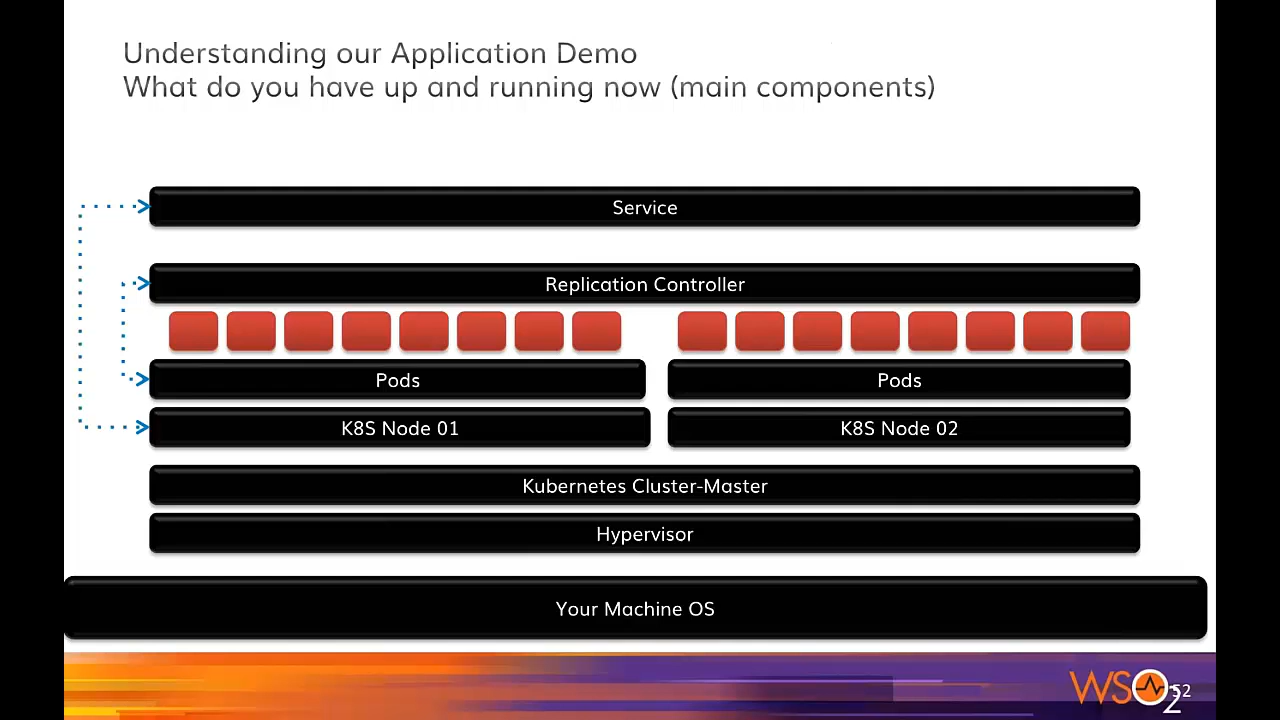 Understanding our Application Demo
What do you have up and running now (main components)
Service
Replication Controller
Pods
Pods
K8S Node 01
K8S Node 02
Kubernetes Cluster-Master
Hypervisor
Your Machine OS
WSO2
52